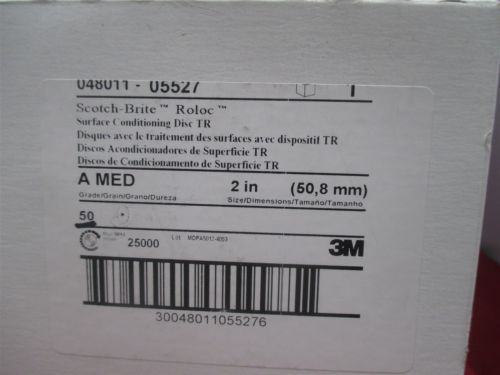 048011 - 05527 1
Scotch-Brite™ Roloc™
Surface Conditioning Disc TR
Disques avec le traitement des surfaces avec dispositif TR
Discos Acondicionadores de Superficie TR
Discos de Condicionamento de Superficie TR
A MED 2 in (50,8 mm)
Grade/Grain/Grano/Dureza Size/Dimensions/Tamaño/Tamanho
50
25000 Lot 3M
30048011055276